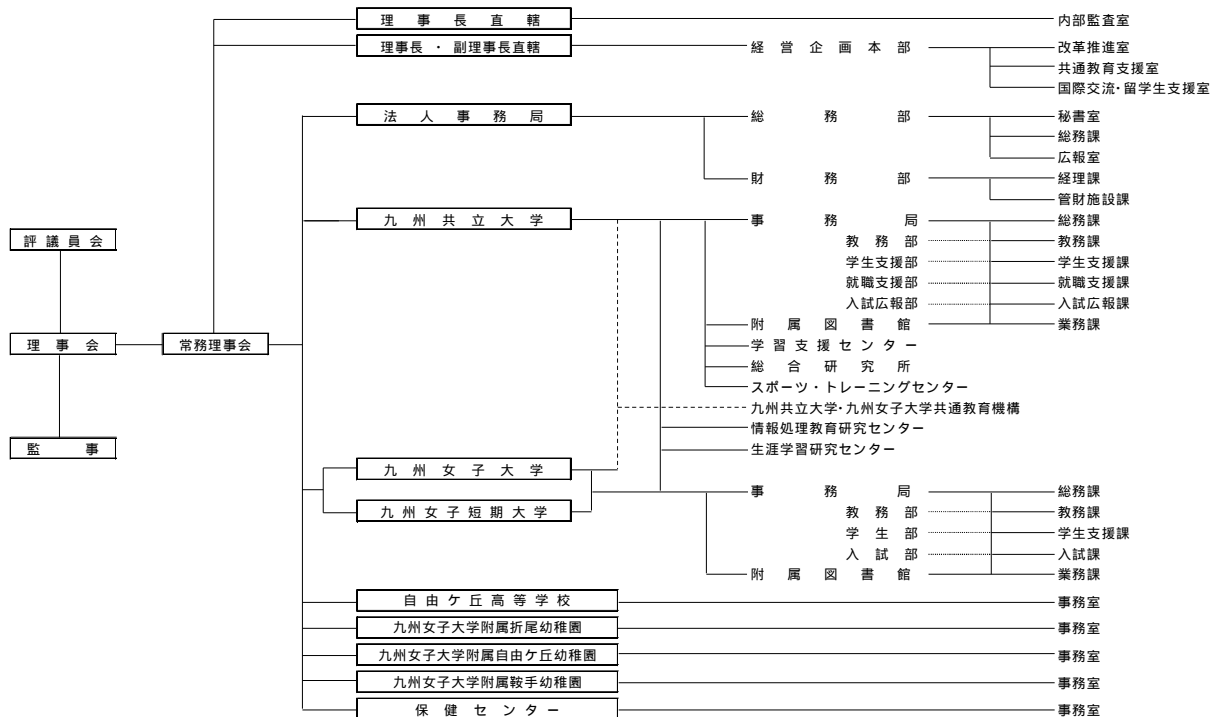 理事長直轄 内部監査室
理事長・副理事長直轄 経営企画本部 改革推進室
共通教育支援室
国際交流・留学生支援室
法人事務局 総務部 秘書室
総務課
広報室
財務部 経理課
管財施設課
九州共立大学 事務局 総務課
評議員会
教務部 教務課
学生支援部 学生支援課
就職支援部 就職支援課
入試広報部 入試広報課
附属図書館 業務課
理事会 常務理事会
学習支援センター
総合研究所
スポーツ・トレーニングセンター
九州共立大学・九州女子大学共通教育機構
情報処理教育研究センター
監事
生涯学習研究センター
九州女子大学
事務局 総務課
九州女子短期大学
教務部 教務課
学生部 学生支援課
入試部 入試課
附属図書館 業務課
自由ケ丘高等学校 事務室
九州女子大学附属折尾幼稚園 事務室
九州女子大学附属自由ケ丘幼稚園 事務室
九州女子大学附属鞍手幼稚園 事務室
保健センター 事務室